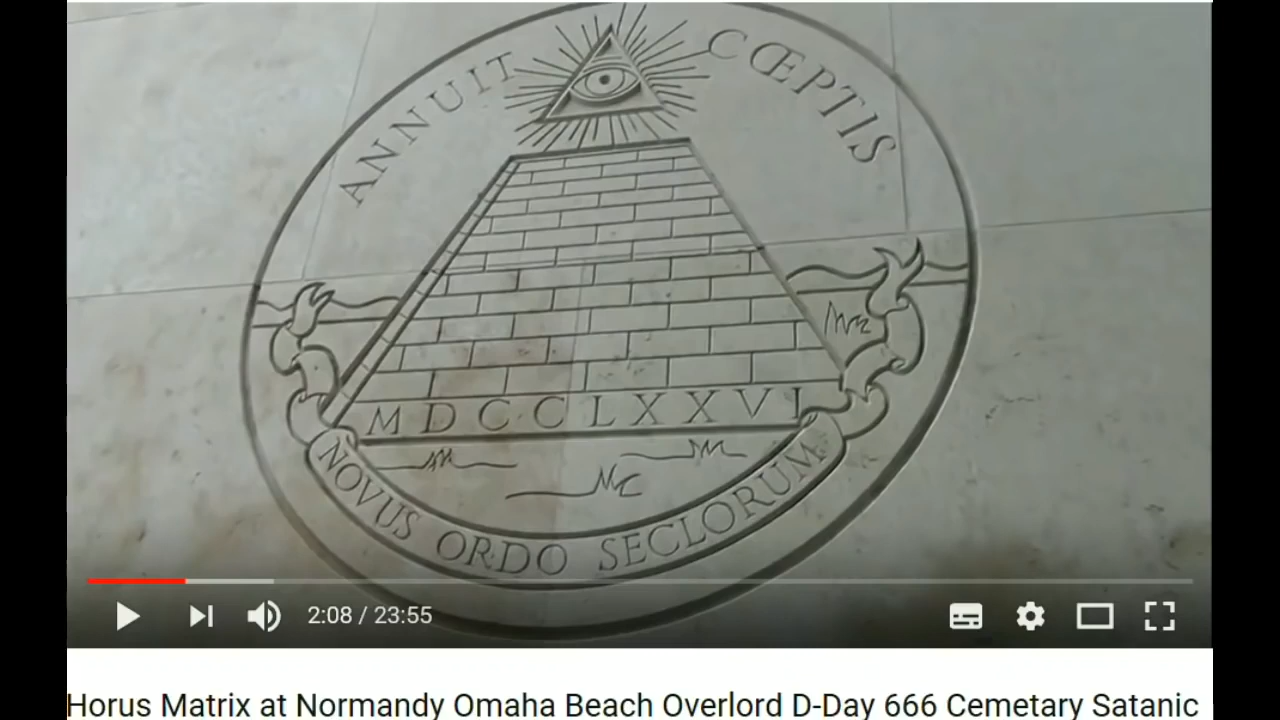 ANNUIT CŒPTIS
MDCCLXXVI
NOVUS ORDO SECLORUM
2:08 / 23:55
Horus Matrix at Normandy Omaha Beach Overlord D-Day 666 Cemetary Satanic